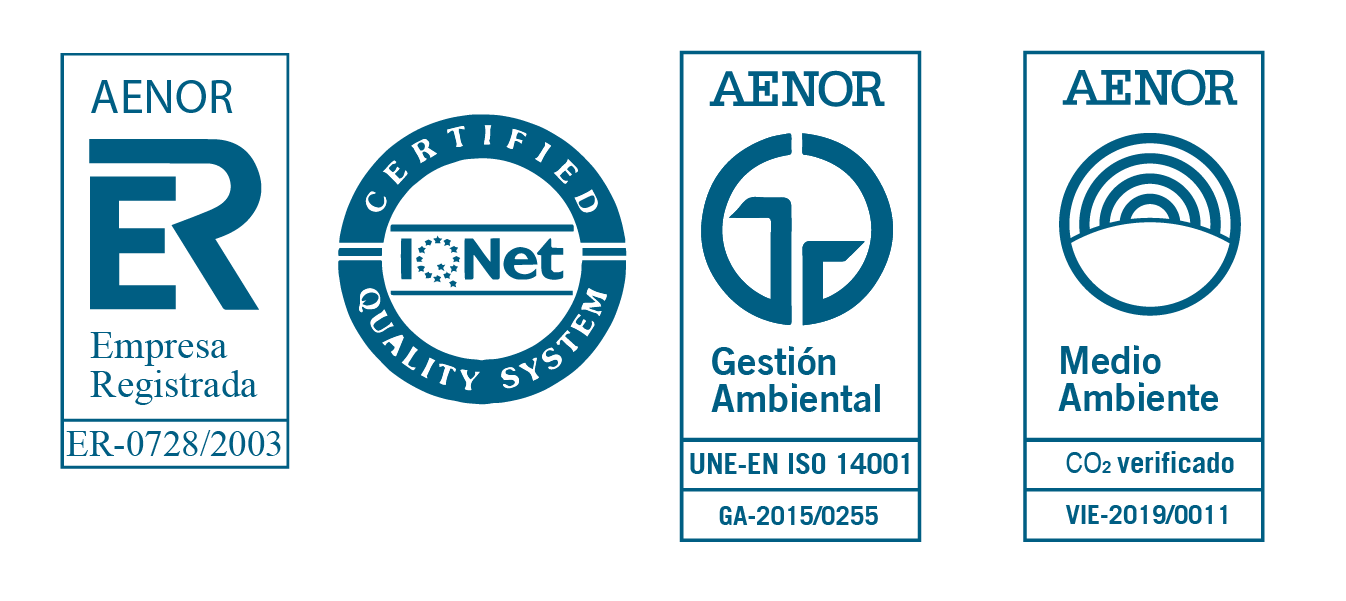 AENOR
ER
Empresa
Registrada
ER-0728/2003
CERTIFIED
IQNet
QUALITY SYSTEM
AENOR
Gestión
Ambiental
UNE-EN ISO 14001
GA-2015/0255
AENOR
Medio
Ambiente
CO₂ verificado
VIE-2019/0011